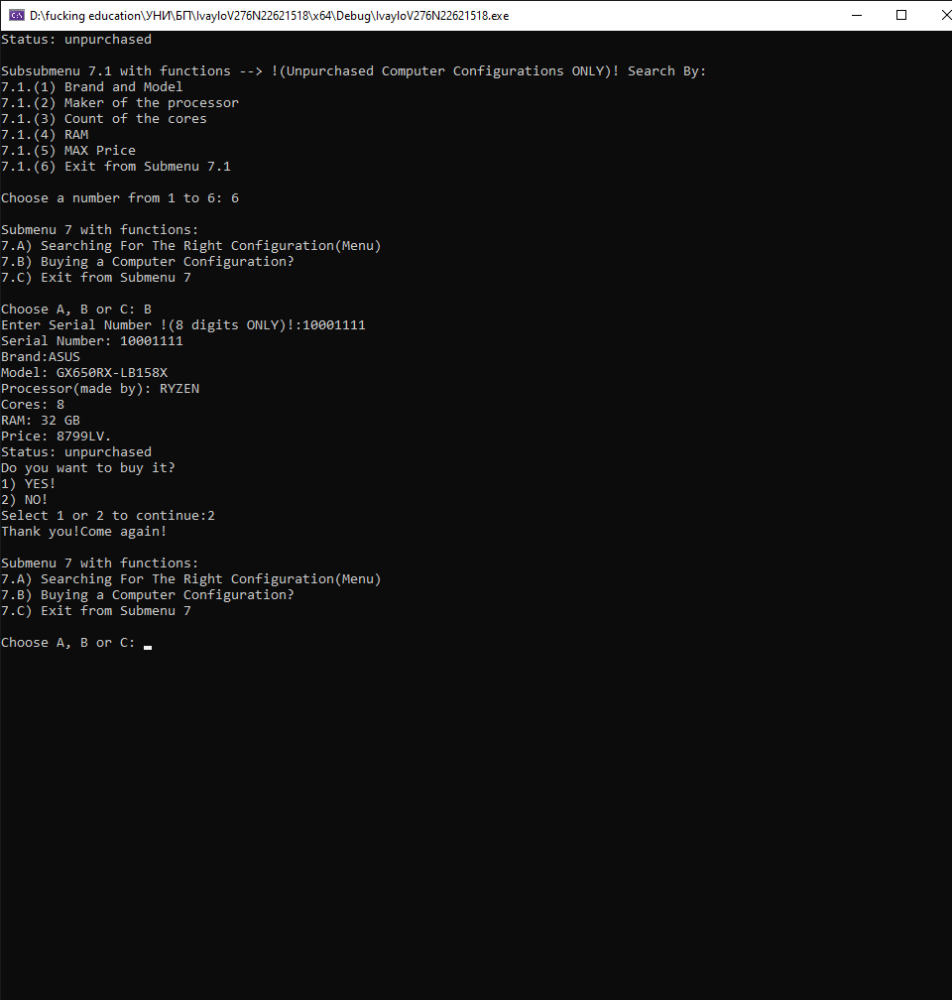 D:\fucking education\УНИ\БП\IvayloV276N22621518\x64\Debug\IvayloV276N22621518.exe
Status: unpurchased
Subsubmenu 7.1 with functions --> !(Unpurchased Computer Configurations ONLY)! Search By:
7.1.(1) Brand and Model
7.1.(2) Maker of the processor
7.1.(3) Count of the cores
7.1.(4) RAM
7.1.(5) MAX Price
7.1.(6) Exit from Submenu 7.1
Choose a number from 1 to 6: 6
Submenu 7 with functions:
7.A) Searching For The Right Configuration(Menu)
7.B) Buying a Computer Configuration?
7.C) Exit from Submenu 7
Choose A, B or C: B
Enter Serial Number !(8 digits ONLY)!:10001111
Serial Number: 10001111
Brand:ASUS
Model: GX650RX-LB158X
Processor(made by): RYZEN
Cores: 8
RAM: 32 GB
Price: 8799LV.
Status: unpurchased
Do you want to buy it?
1) YES!
2) NO!
Select 1 or 2 to continue:2
Thank you!Come again!
Submenu 7 with functions:
7.A) Searching For The Right Configuration(Menu)
7.B) Buying a Computer Configuration?
7.C) Exit from Submenu 7
Choose A, B or C: